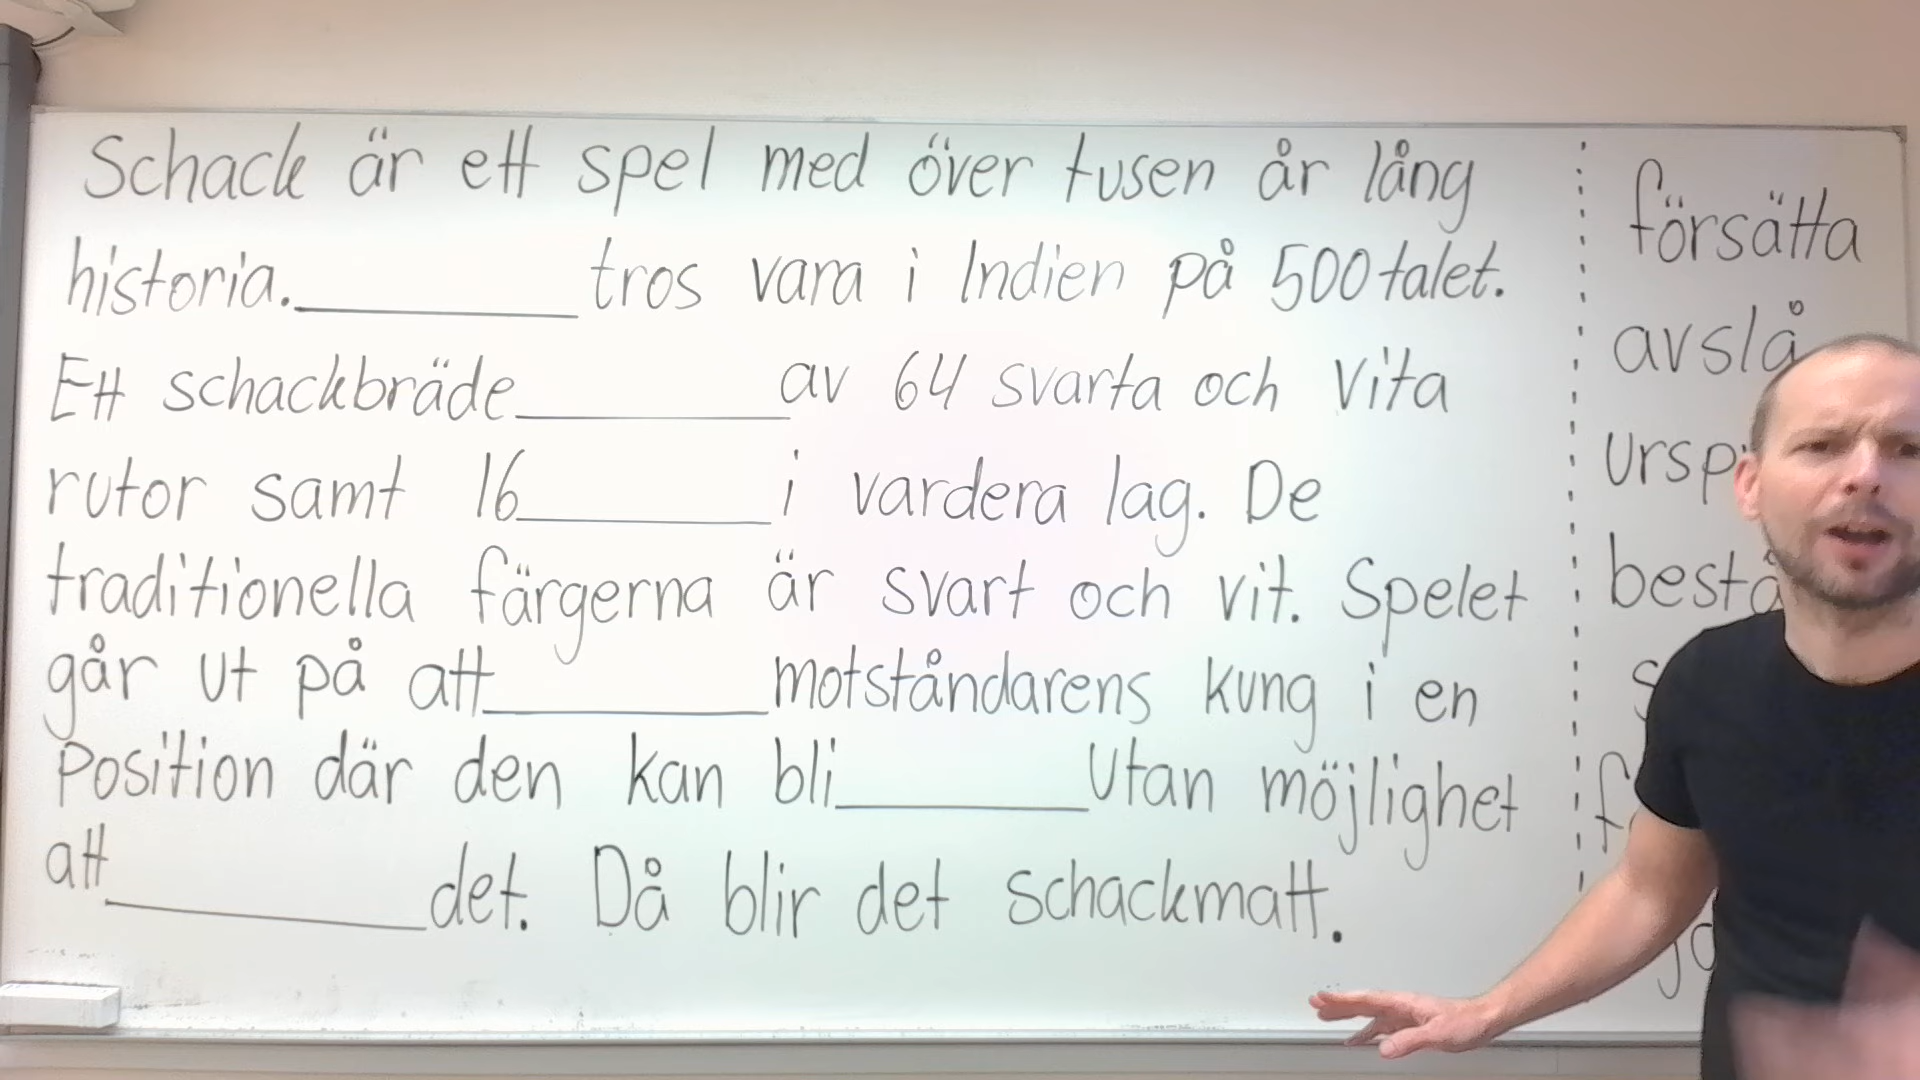 Schack är ett spel med över tusen år lång
historia. tros vara i Indien på 500talet.
Ett schackbräde av 64 svarta och vita
rutor samt 16 i vardera lag. De
traditionella färgerna är svart och vit. Spelet
går ut på att motståndarens kung i en
position där den kan bli utan möjlighet
att det. Då blir det schackmatt.
försätta
avslå